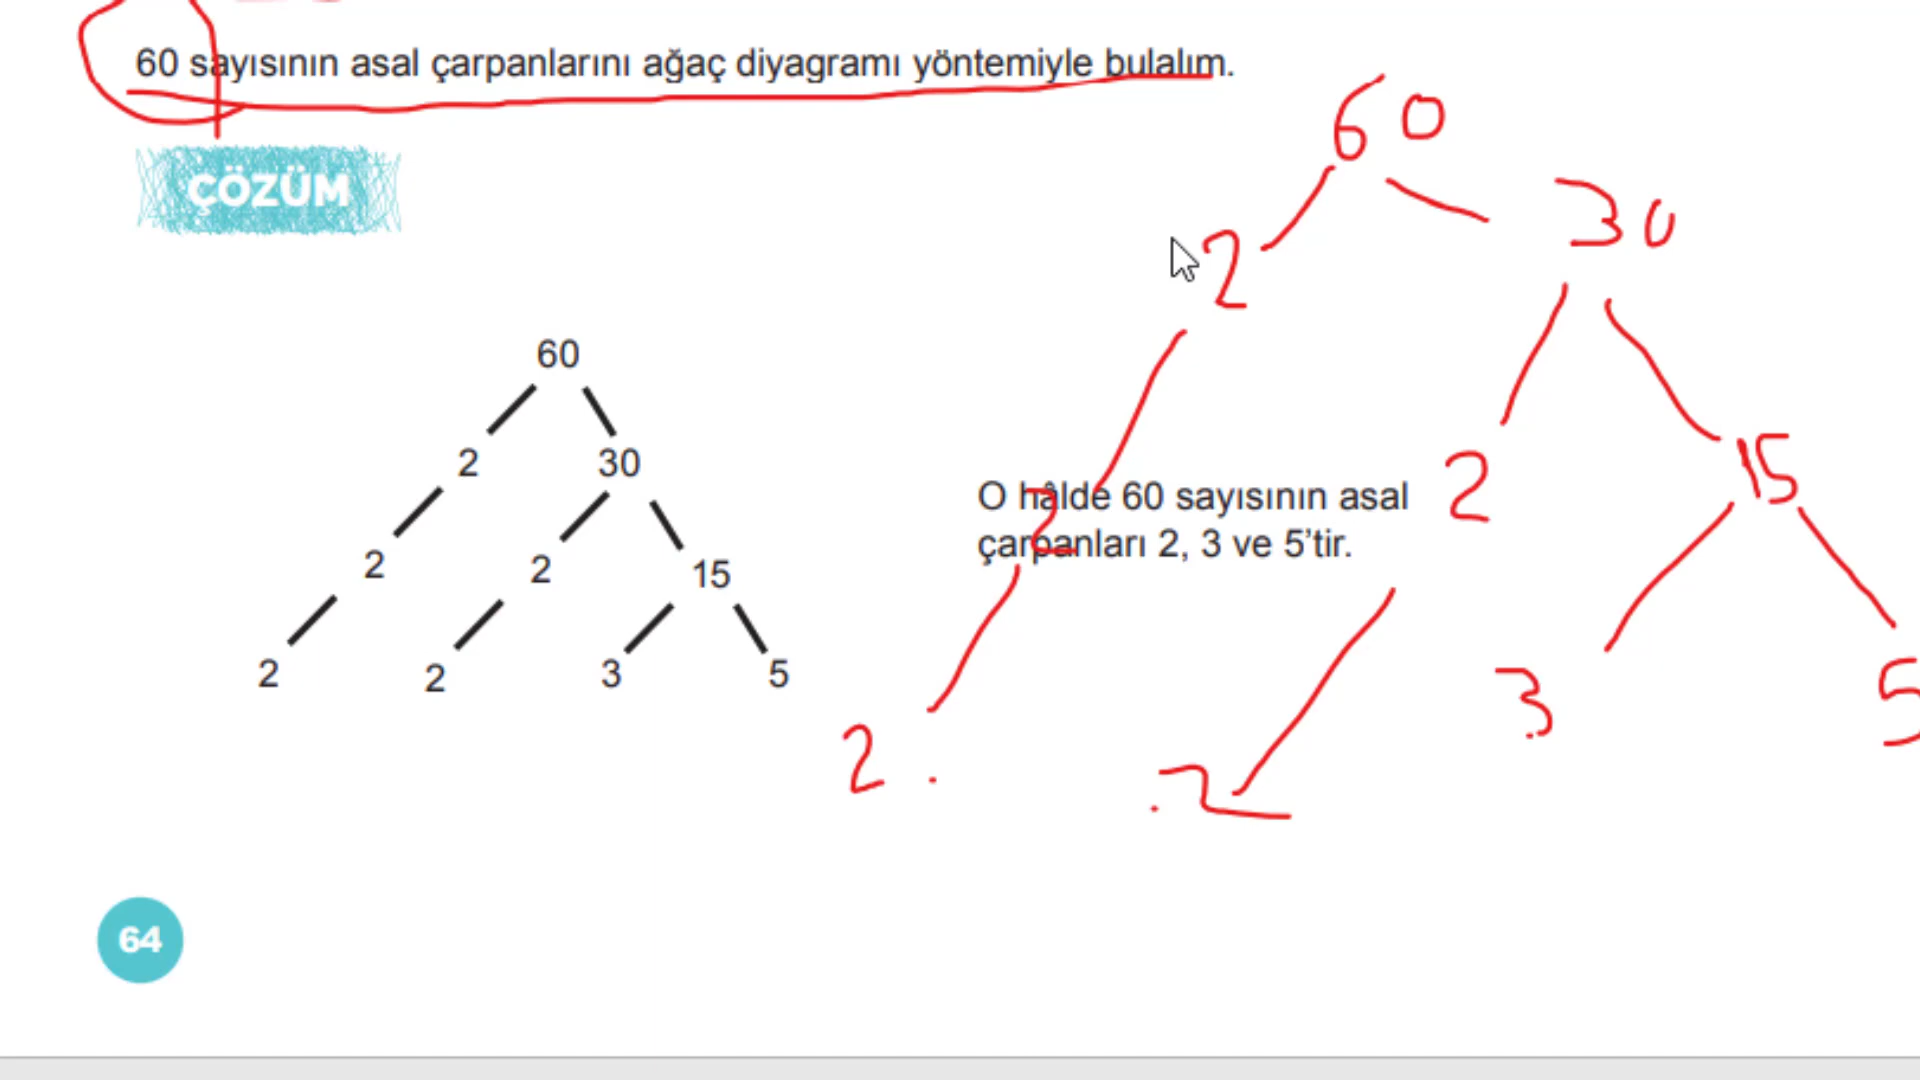 60 sayısının asal çarpanlarını ağaç diyagramı yöntemiyle bulalım.
ÇÖZÜM
60
2 30
2 2 15
2 2 3 5
O hâlde 60 sayısının asal
çarpanları 2, 3 ve 5’tir.
60
2 30
2 2 15
2 . . 2 3 5
64